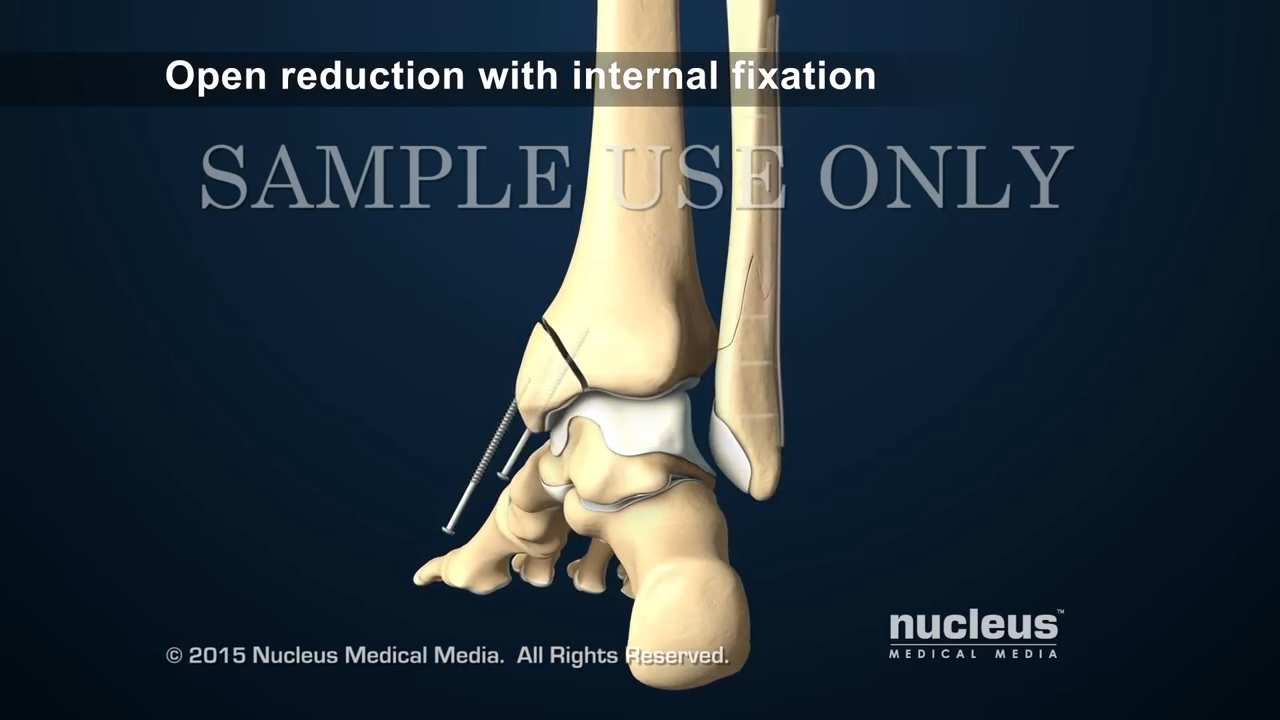 Open reduction with internal fixation
SAMPLE USE ONLY
nucleus™
MEDICAL MEDIA
© 2015 Nucleus Medical Media. All Rights Reserved.